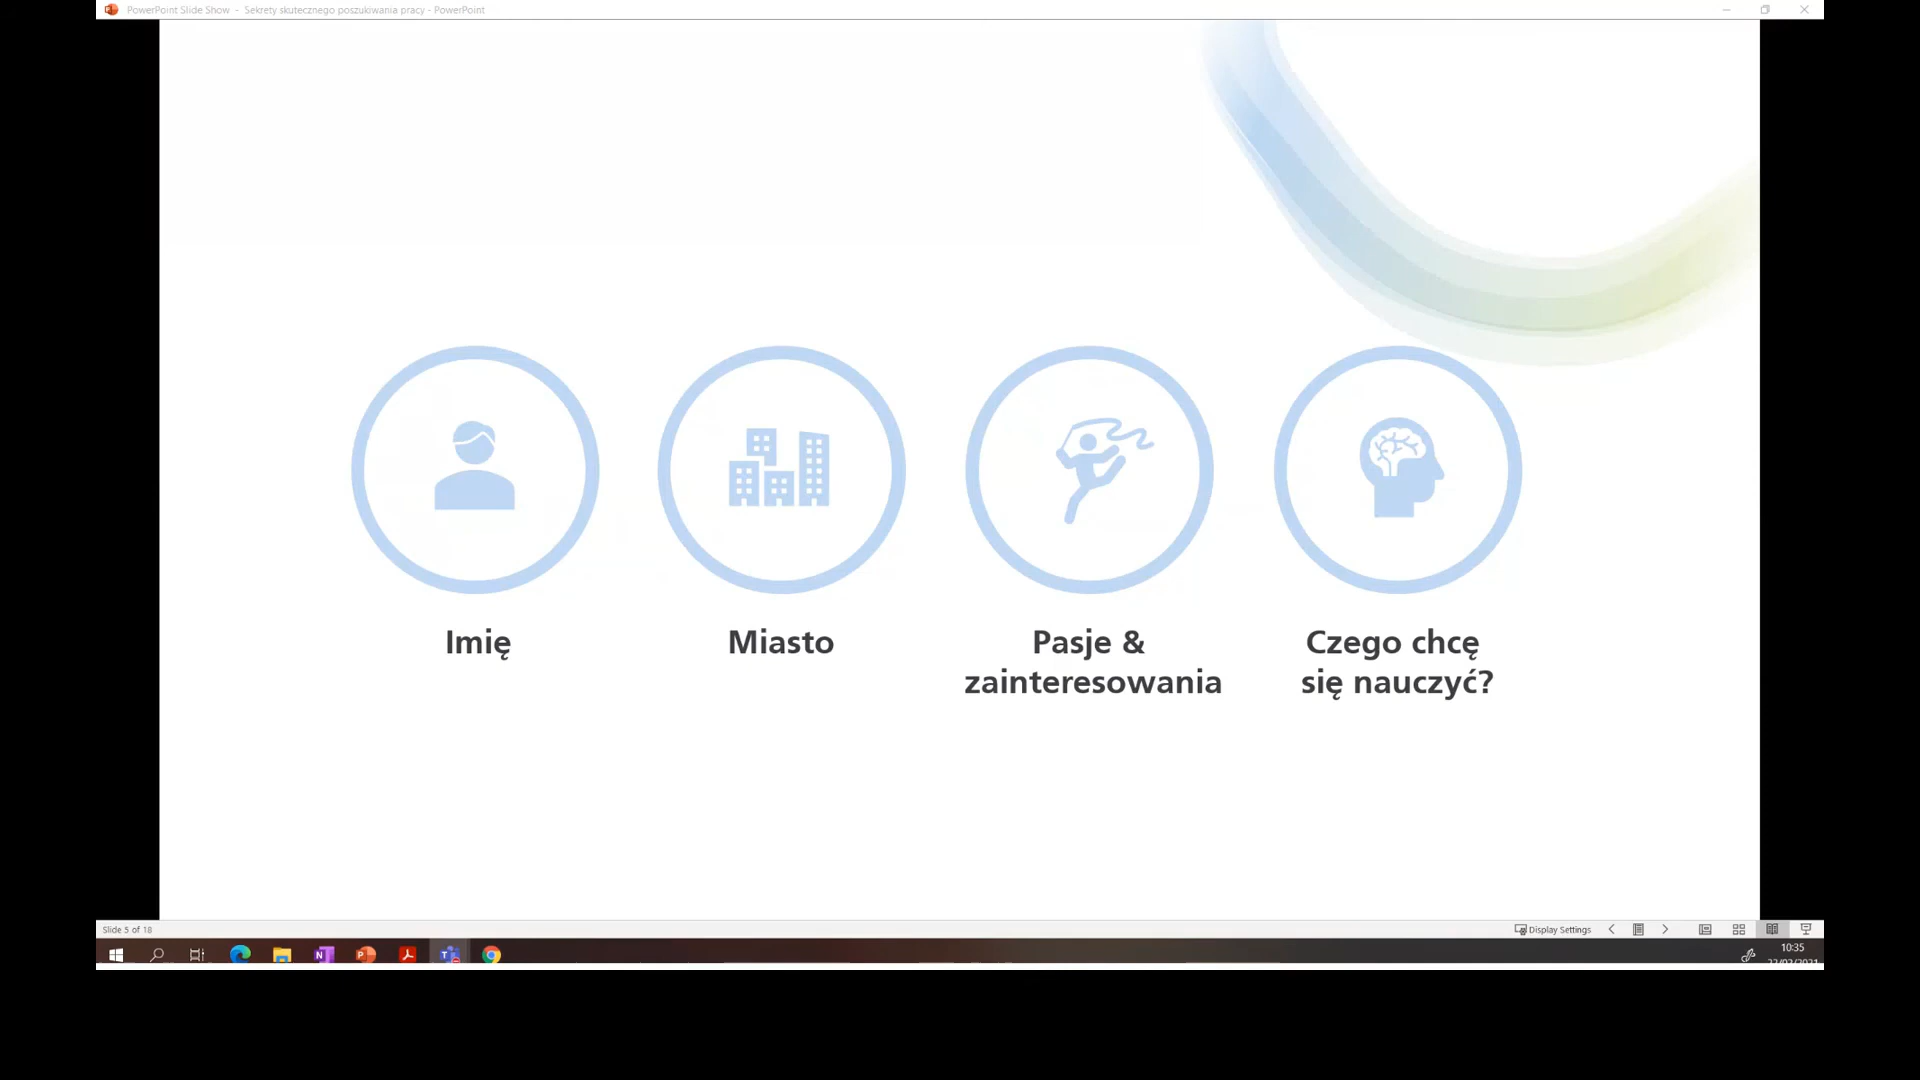 PowerPoint Slide Show - Sekrety skutecznego poszukiwania pracy - PowerPoint
Imię
Miasto
Pasje &
zainteresowania
Czego chcę
się nauczyć?
Slide 5 of 18
Display Settings
10:35